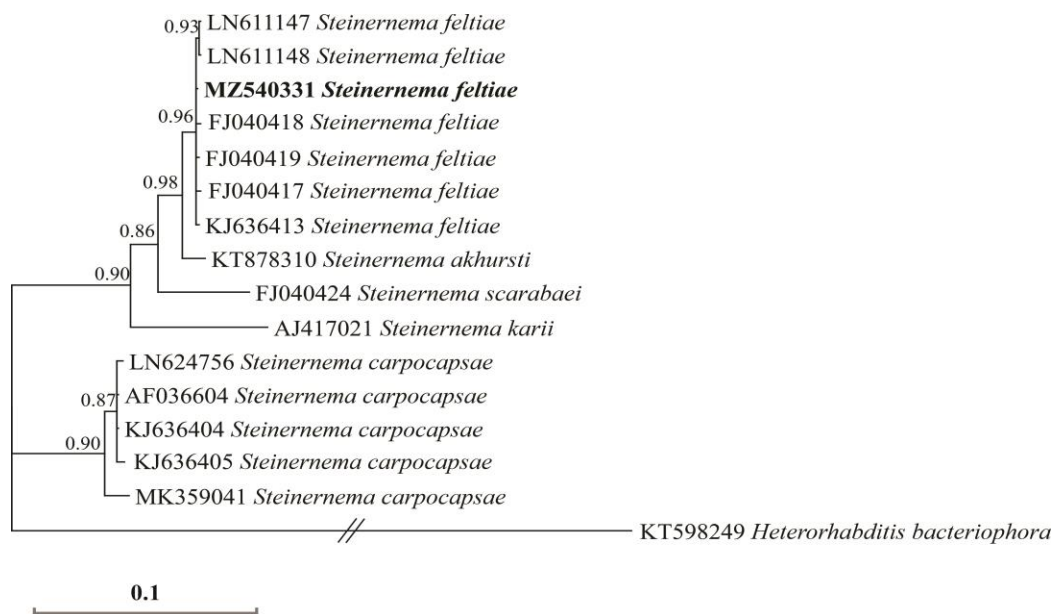 0.93
LN611147 Steinernema feltiae
LN611148 Steinernema feltiae
MZ540331 Steinernema feltiae
0.96
FJ040418 Steinernema feltiae
FJ040419 Steinernema feltiae
0.98
FJ040417 Steinernema feltiae
KJ636413 Steinernema feltiae
0.86
KT878310 Steinernema akhursti
0.90
FJ040424 Steinernema scarabaei
AJ417021 Steinernema karii
LN624756 Steinernema carpocapsae
0.87
AF036604 Steinernema carpocapsae
KJ636404 Steinernema carpocapsae
0.90
KJ636405 Steinernema carpocapsae
MK359041 Steinernema carpocapsae
KT598249 Heterorhabditis bacteriophora
0.1